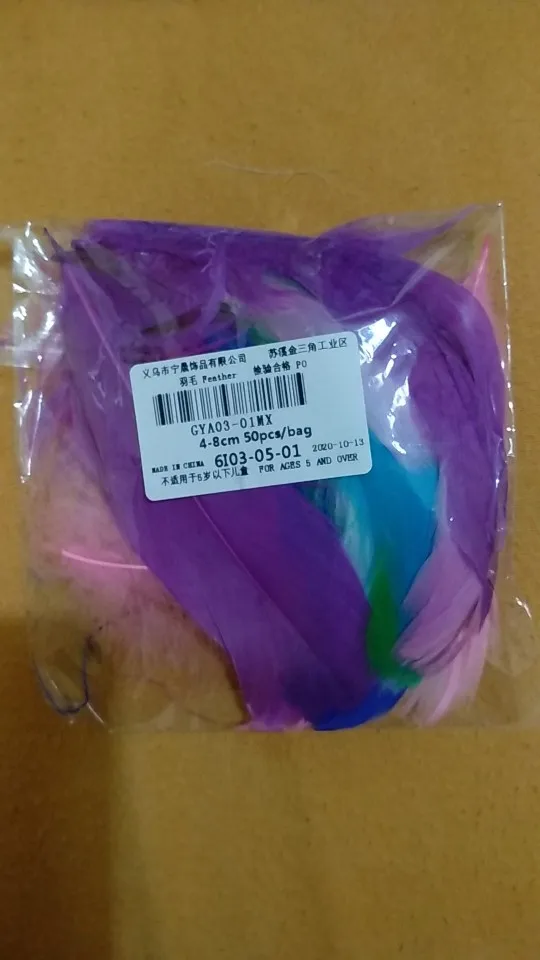 义乌市宁晨饰品有限公司 苏溪金三角工业区
羽毛 Feather 检验合格 PO
GYA03-01MX
4-8cm 50pcs/bag
MADE IN CHINA 6I03-05-01 2020-10-13
不适用于5岁以下儿童 FOR AGES 5 AND OVER